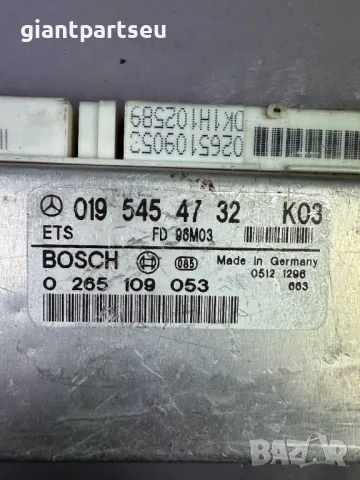 giantpartseu
0265109053
DK1H102589
019 545 47 32 K03
ETS FD 96M03
BOSCH 085 Made in Germany
0512 1296
0 265 109 053 663
BAZAR